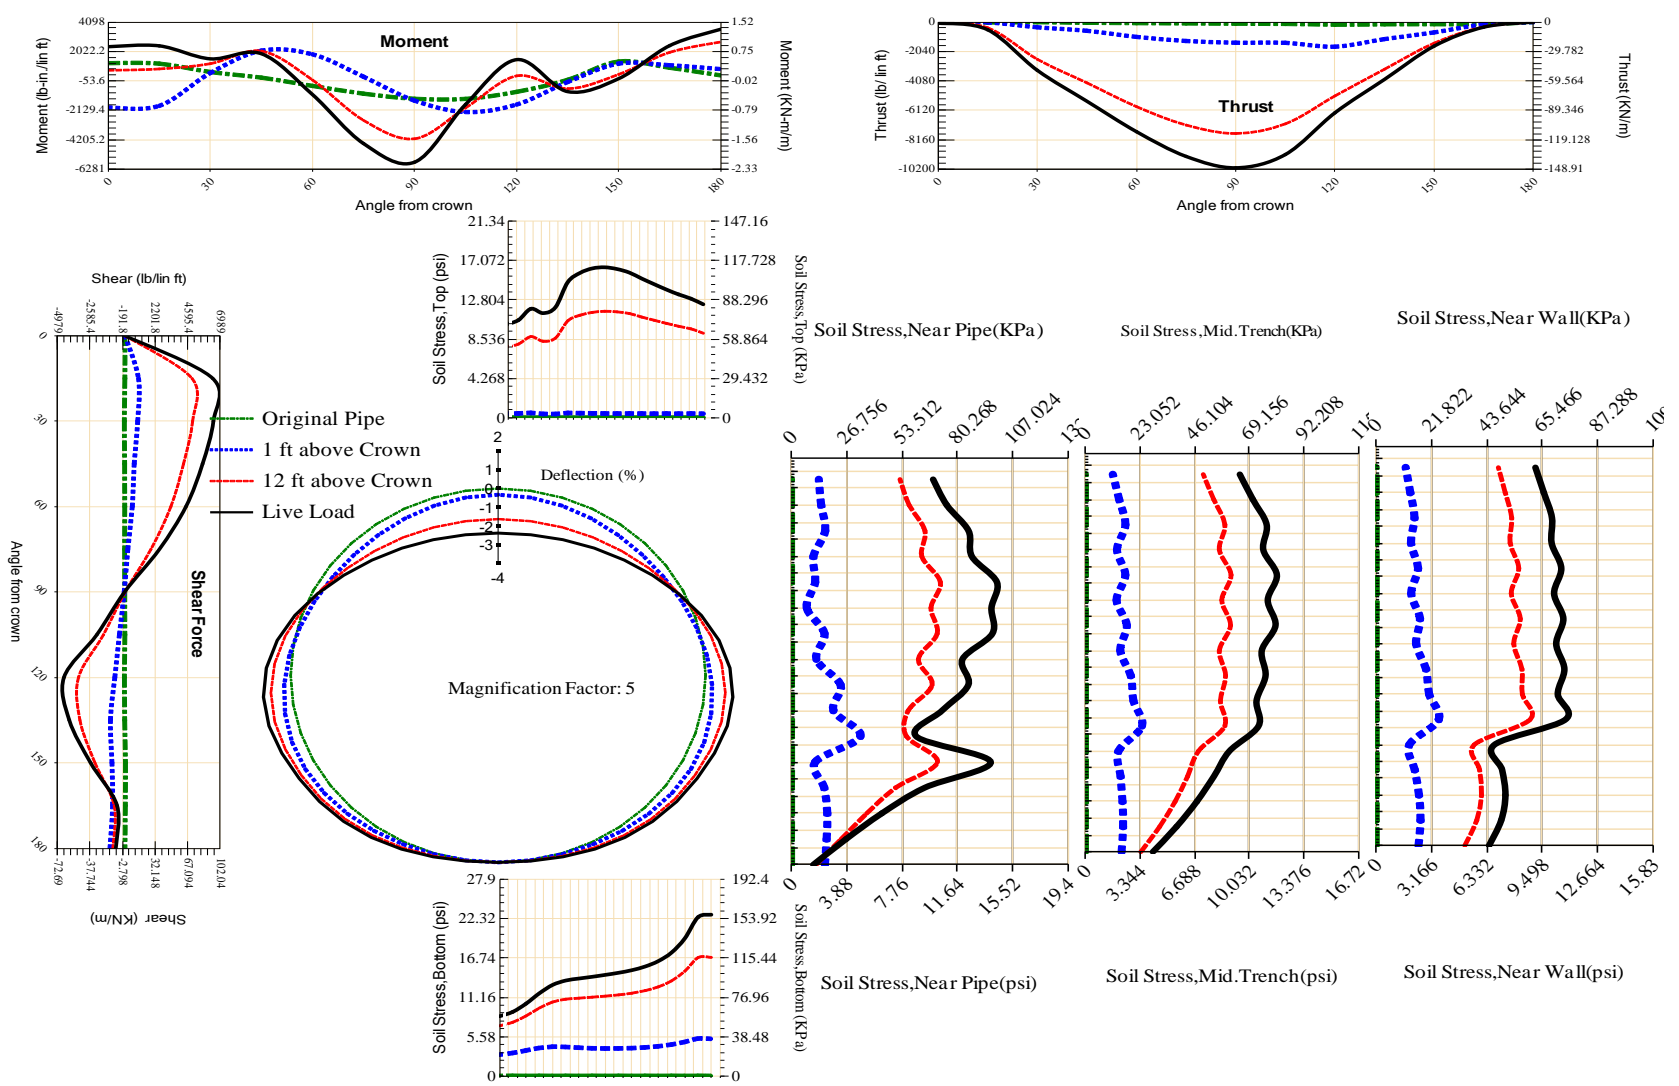 4098
2022.2
-53.6
-2129.4
-4205.2
-6281
Moment (lb-in/lin ft)
Moment
1.52
0.75
-0.02
-0.79
-1.56
-2.33
Moment (KN-m/m)
0 30 60 90 120 150 180
Angle from crown
0
-2040
-4080
-6120
-8160
-10200
Thrust (lb/lin ft)
Thrust
0
-29.782
-59.564
-89.346
-119.128
-148.91
Thrust (KN/m)
0 30 60 90 120 150 180
Angle from crown
21.34
17.072
12.804
8.536
4.268
0
Soil Stress,Top (psi)
147.16
117.728
88.296
58.864
29.432
0
Soil Stress,Top (KPa)
Shear (lb/lin ft)
-4979 -2585.4 -191.8 2201.8 4595.4 6989
0
30
60
90
120
150
180
Angle from crown
Shear Force
-72.69 -37.744 -2.798 32.148 67.094 102.04
Shear (KN/m)
Original Pipe
1 ft above Crown
12 ft above Crown
Live Load
2
1
0
-1
-2
-3
-4
Deflection (%)
Magnification Factor: 5
27.9
22.32
16.74
11.16
5.58
0
Soil Stress,Bottom (psi)
192.4
153.92
115.44
76.96
38.48
0
Soil Stress,Bottom (KPa)
Soil Stress,Near Pipe(KPa)
0 26.756 53.512 80.268 107.024
0 3.88 7.76 11.64 15.52 19.4
Soil Stress,Near Pipe(psi)
Soil Stress,Mid.Trench(KPa)
0 23.052 46.104 69.156 92.208
0 3.344 6.688 10.032 13.376 16.72
Soil Stress,Mid.Trench(psi)
Soil Stress,Near Wall(KPa)
0 21.822 43.644 65.466 87.288
0 3.166 6.332 9.498 12.664 15.83
Soil Stress,Near Wall(psi)